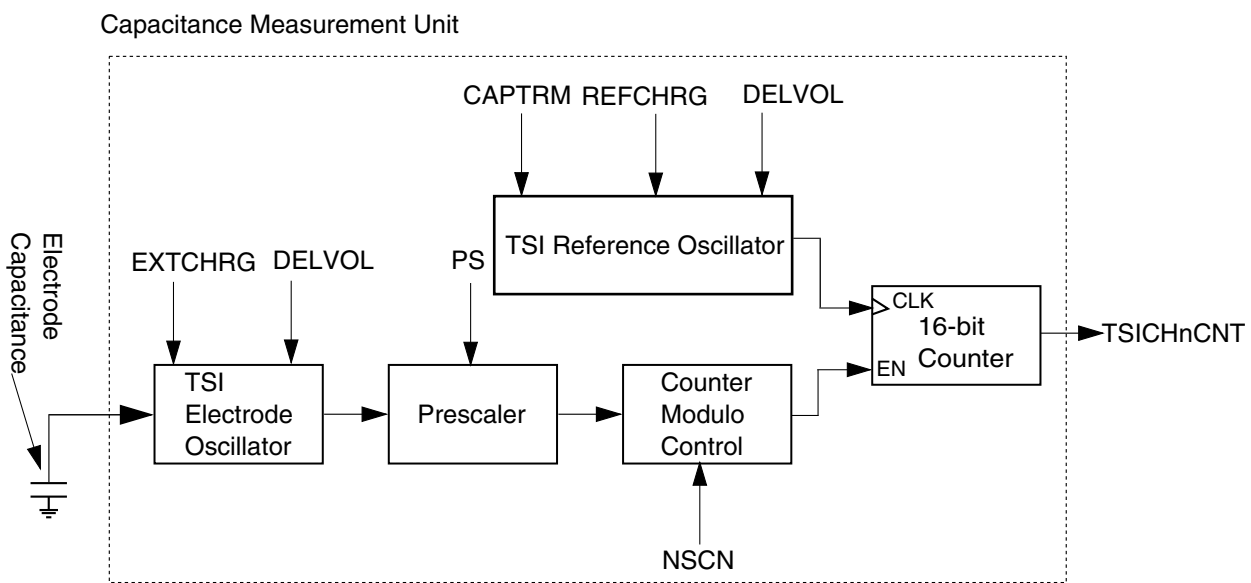 Capacitance Measurement Unit
CAPTRM REFCHRG DELVOL
TSI Reference Oscillator
Electrode
Capacitance
EXTCHRG DELVOL
PS
CLK
16-bit
Counter
EN
TSICHnCNT
TSI
Electrode
Oscillator
Prescaler
Counter
Modulo
Control
NSCN